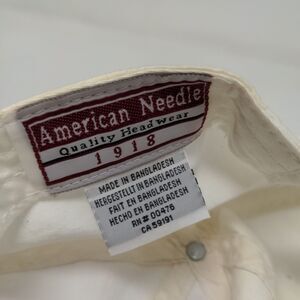 American Needle
Quality Headwear
1918
MADE IN BANGLADESH
HERGESTELLT IN BANGLADESH
FAIT EN BANGLADESH
HECHO EN BANGLADESH
RN# 00476
CA 59191